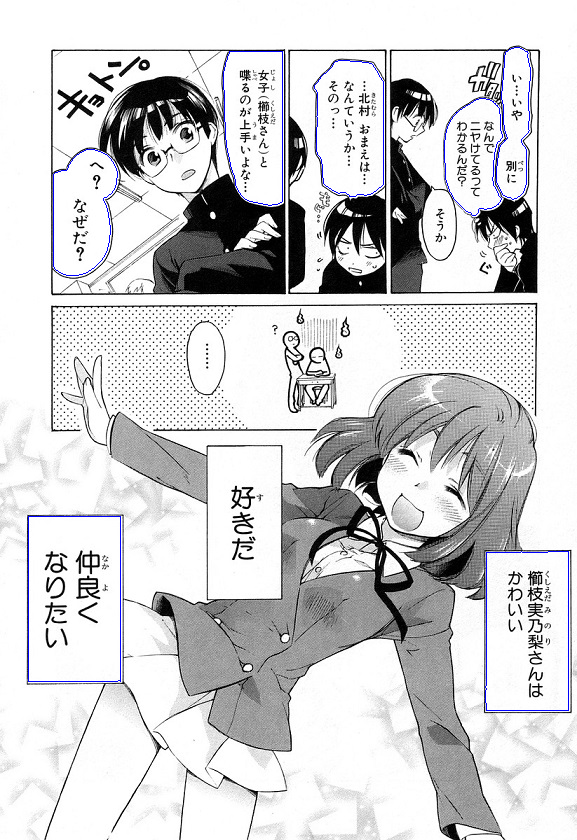 い…いや
別に
なんで
ニヤけてるって
わかるんだ?
そうか
ぐ
…北村 おまえは…
なんていうか…
そのっ…
女子(櫛枝さん)と
喋るのが上手いよな…
キョトン。
へ?
なぜだ?
……
?
櫛枝実乃梨さんは
かわいい
好きだ
仲良く
なりたい